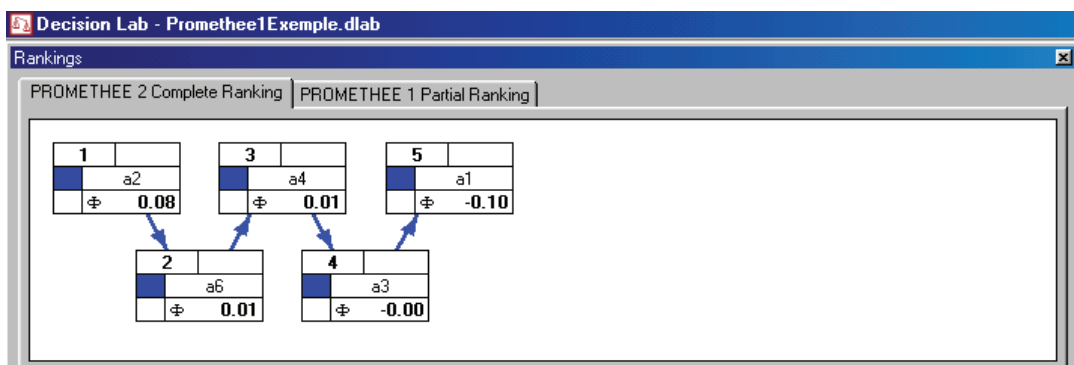 Decision Lab - Promethee1Exemple.dlab
Rankings
PROMETHEE 2 Complete Ranking PROMETHEE 1 Partial Ranking
1 3 5
a2 a4 a1
Φ 0.08 Φ 0.01 Φ -0.10
2 4
a6 a3
Φ 0.01 Φ -0.00